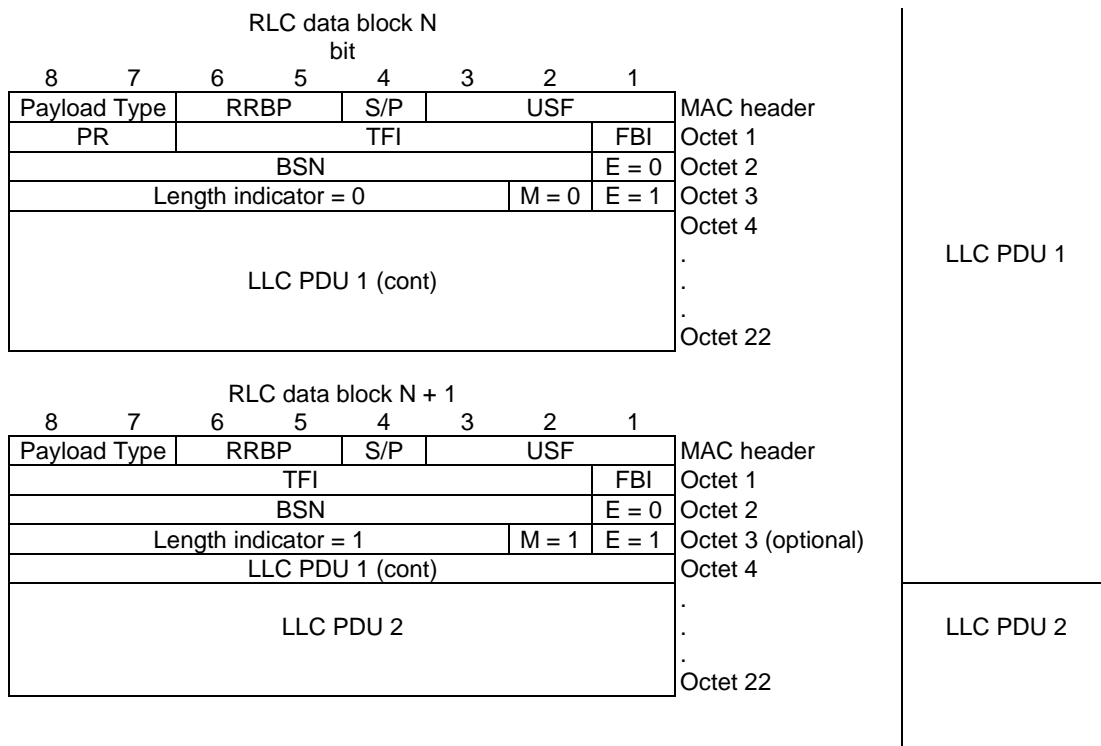 RLC data block N
bit
8 7 6 5 4 3 2 1
Payload Type RRBP S/P USF MAC header
PR TFI FBI Octet 1
BSN E = 0 Octet 2
Length indicator = 0 M = 0 E = 1 Octet 3
Octet 4
.
LLC PDU 1 (cont) .
.
Octet 22
LLC PDU 1
RLC data block N + 1
8 7 6 5 4 3 2 1
Payload Type RRBP S/P USF MAC header
TFI FBI Octet 1
BSN E = 0 Octet 2
Length indicator = 1 M = 1 E = 1 Octet 3 (optional)
LLC PDU 1 (cont) Octet 4
.
LLC PDU 2 .
.
Octet 22
LLC PDU 2